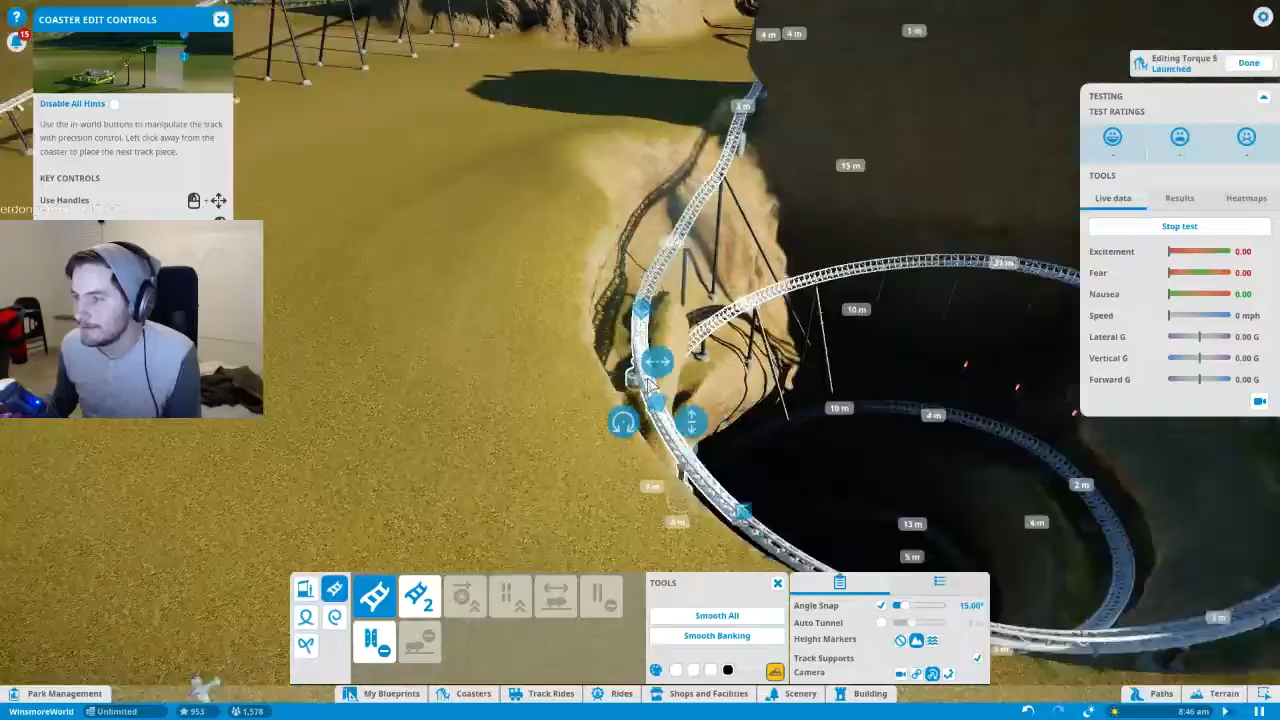 COASTER EDIT CONTROLS
15
Disable All Hints
Use the in-world buttons to manipulate the track
with precision control. Left click away from the
coaster to place the next track piece.
KEY CONTROLS
Use Handles
Editing Torque 5
Launched
Done
TESTING
TEST RATINGS
-
-
-
TOOLS
Live data
Results
Heatmaps
Stop test
Excitement 0.00
Fear 0.00
Nausea 0.00
Speed 0 mph
Lateral G 0.00 G
Vertical G 0.00 G
Forward G 0.00 G
4 m
4 m
3 m
15 m
10 m
10 m
4 m
2 m
13 m
4 m
5 m
3 m
TOOLS
Smooth All
Smooth Banking
2
Angle Snap 15.00°
Auto Tunnel
Height Markers
Track Supports
Camera
Park Management
My Blueprints
Coasters
Track Rides
Rides
Shops and Facilities
Scenery
Building
Paths
Terrain
WinsmoreWorld
Unlimited
953
1,578
8:46 am